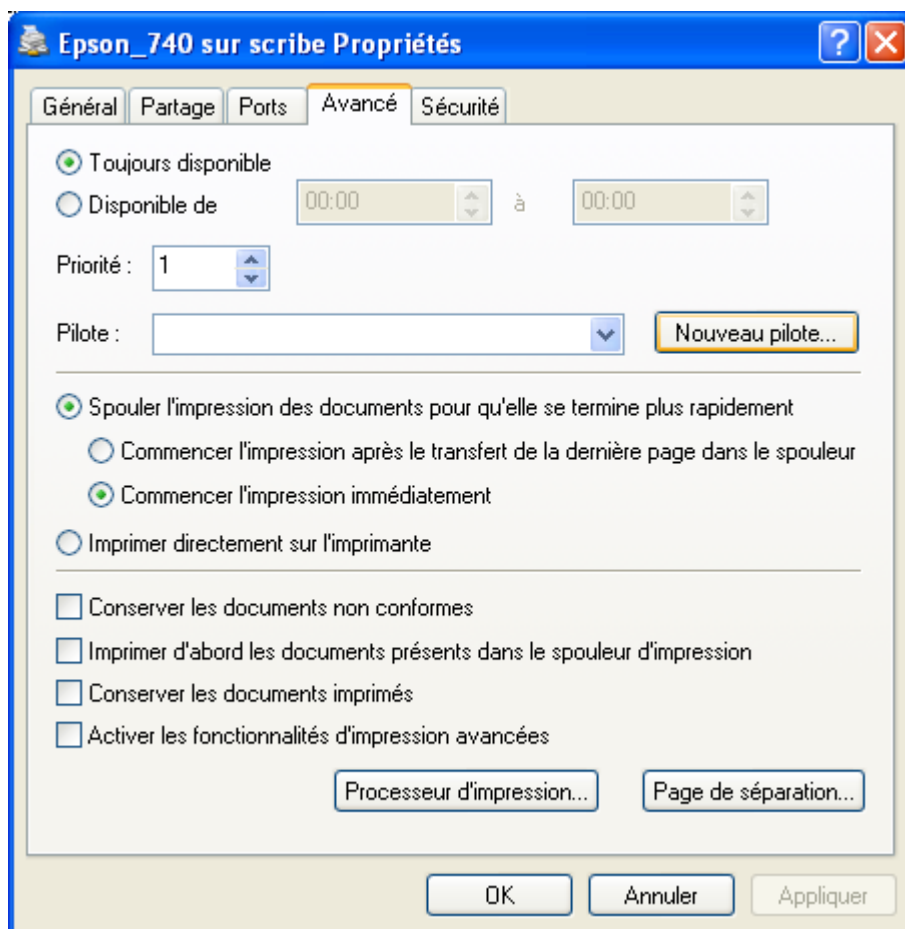 Epson_740 sur scribe Propriétés
Général Partage Ports Avancé Sécurité
Toujours disponible
Disponible de 00:00 à 00:00
Priorité : 1
Pilote : Nouveau pilote...
Spouler l'impression des documents pour qu'elle se termine plus rapidement
Commencer l'impression après le transfert de la dernière page dans le spouleur
Commencer l'impression immédiatement
Imprimer directement sur l'imprimante
Conserver les documents non conformes
Imprimer d'abord les documents présents dans le spouleur d'impression
Conserver les documents imprimés
Activer les fonctionnalités d'impression avancées
Processeur d'impression... Page de séparation...
OK Annuler Appliquer